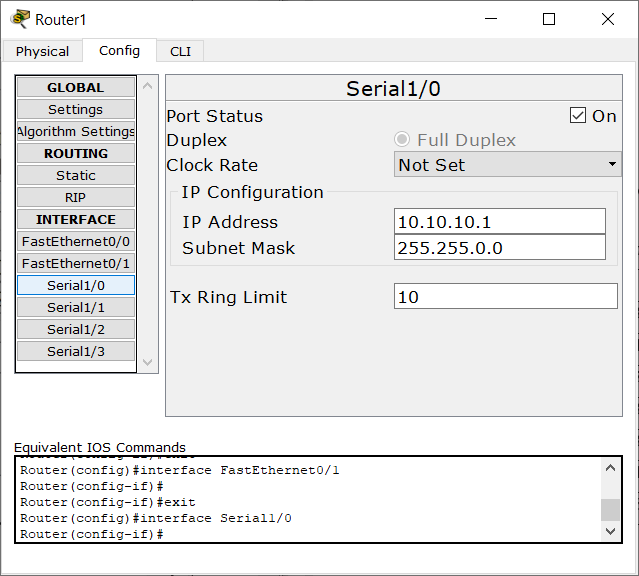 Router1
Physical Config CLI
GLOBAL
Settings
Algorithm Settings
ROUTING
Static
RIP
INTERFACE
FastEthernet0/0
FastEthernet0/1
Serial1/0
Serial1/1
Serial1/2
Serial1/3
Serial1/0
Port Status On
Duplex Full Duplex
Clock Rate Not Set
IP Configuration
IP Address 10.10.10.1
Subnet Mask 255.255.0.0
Tx Ring Limit 10
Equivalent IOS Commands
Router(config-if)#exit
Router(config)#interface FastEthernet0/1
Router(config-if)#
Router(config-if)#exit
Router(config)#interface Serial1/0
Router(config-if)#